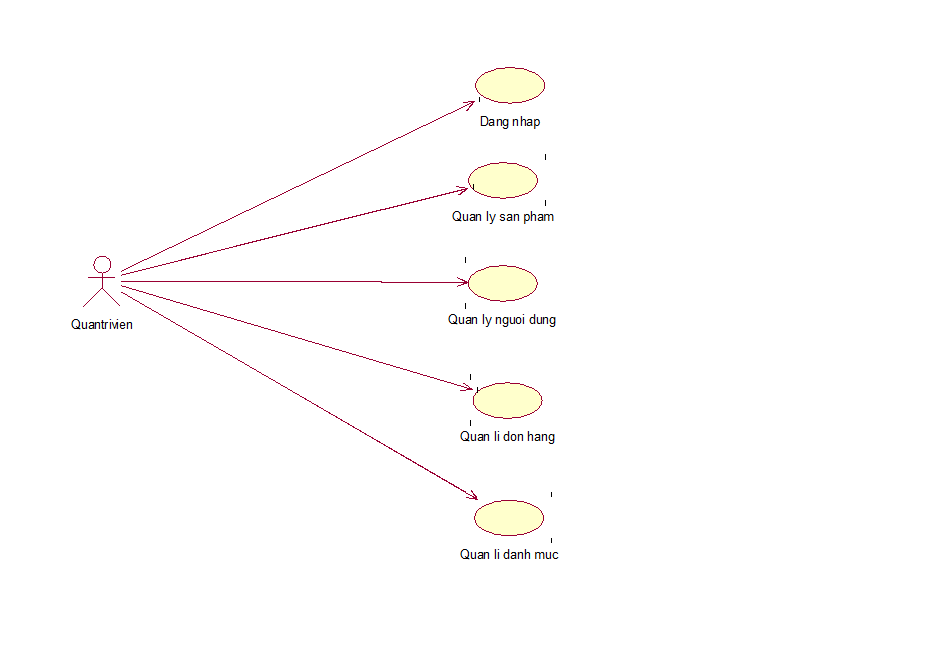 Dang nhap
Quan ly san pham
Quantrivien
Quan ly nguoi dung
Quan li don hang
Quan li danh muc